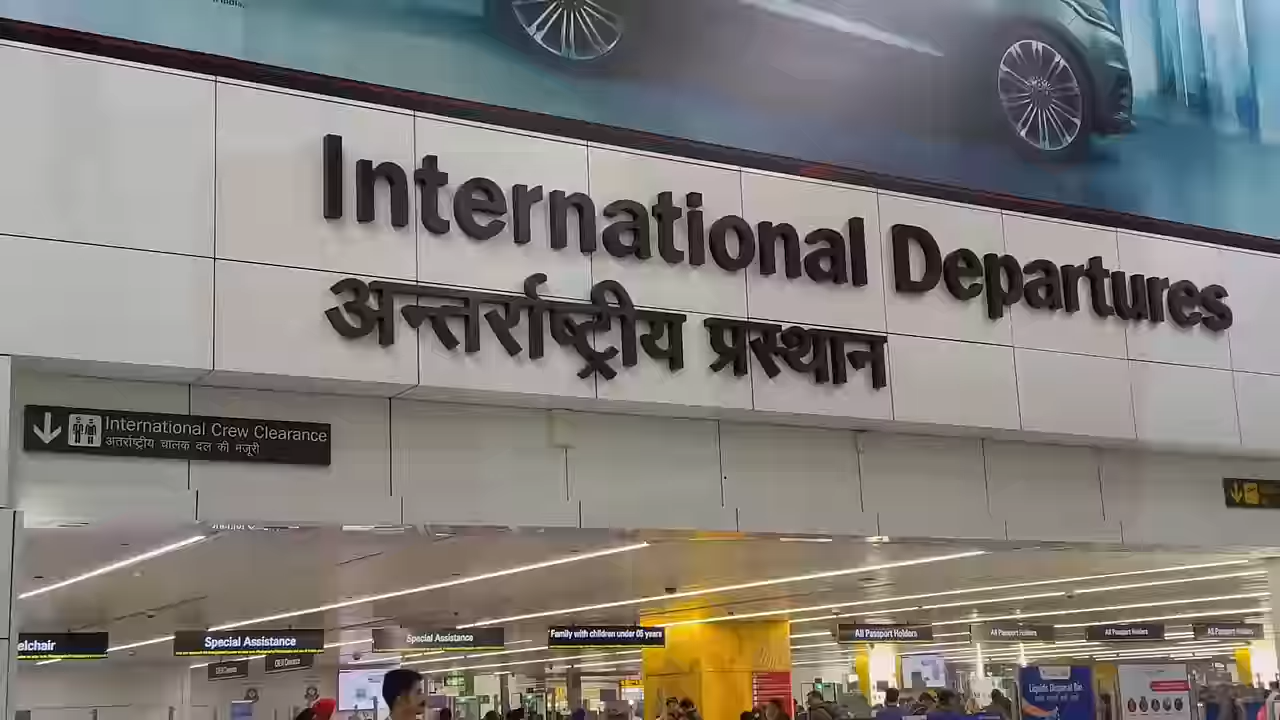 International Departures
अन्तर्राष्ट्रीय प्रस्थान
International Crew Clearance
अंतर्राष्ट्रीय चालक दल की मंजूरी
elchair
Special Assistance
Special Assistance
Family with children under 05 years
All Passport Holders
All Passport Holders
All Passport Holders
All Passport Holders
Liquids Disposal Bin